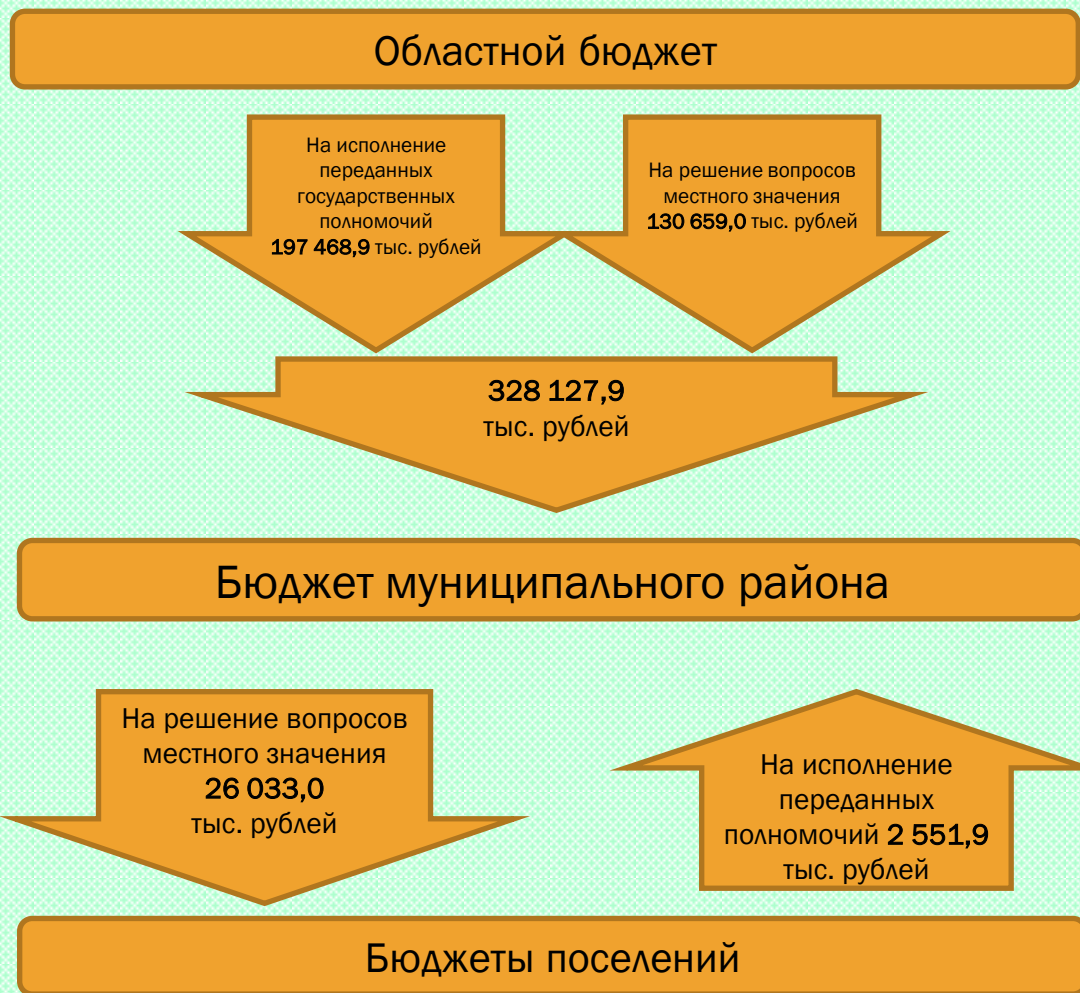 Областной бюджет
На исполнение
переданных
государственных
полномочий
197 468,9 тыс. рублей
На решение вопросов
местного значения
130 659,0 тыс. рублей
328 127,9
тыс. рублей
Бюджет муниципального района
На решение вопросов
местного значения
26 033,0
тыс. рублей
На исполнение
переданных
полномочий 2 551,9
тыс. рублей
Бюджеты поселений